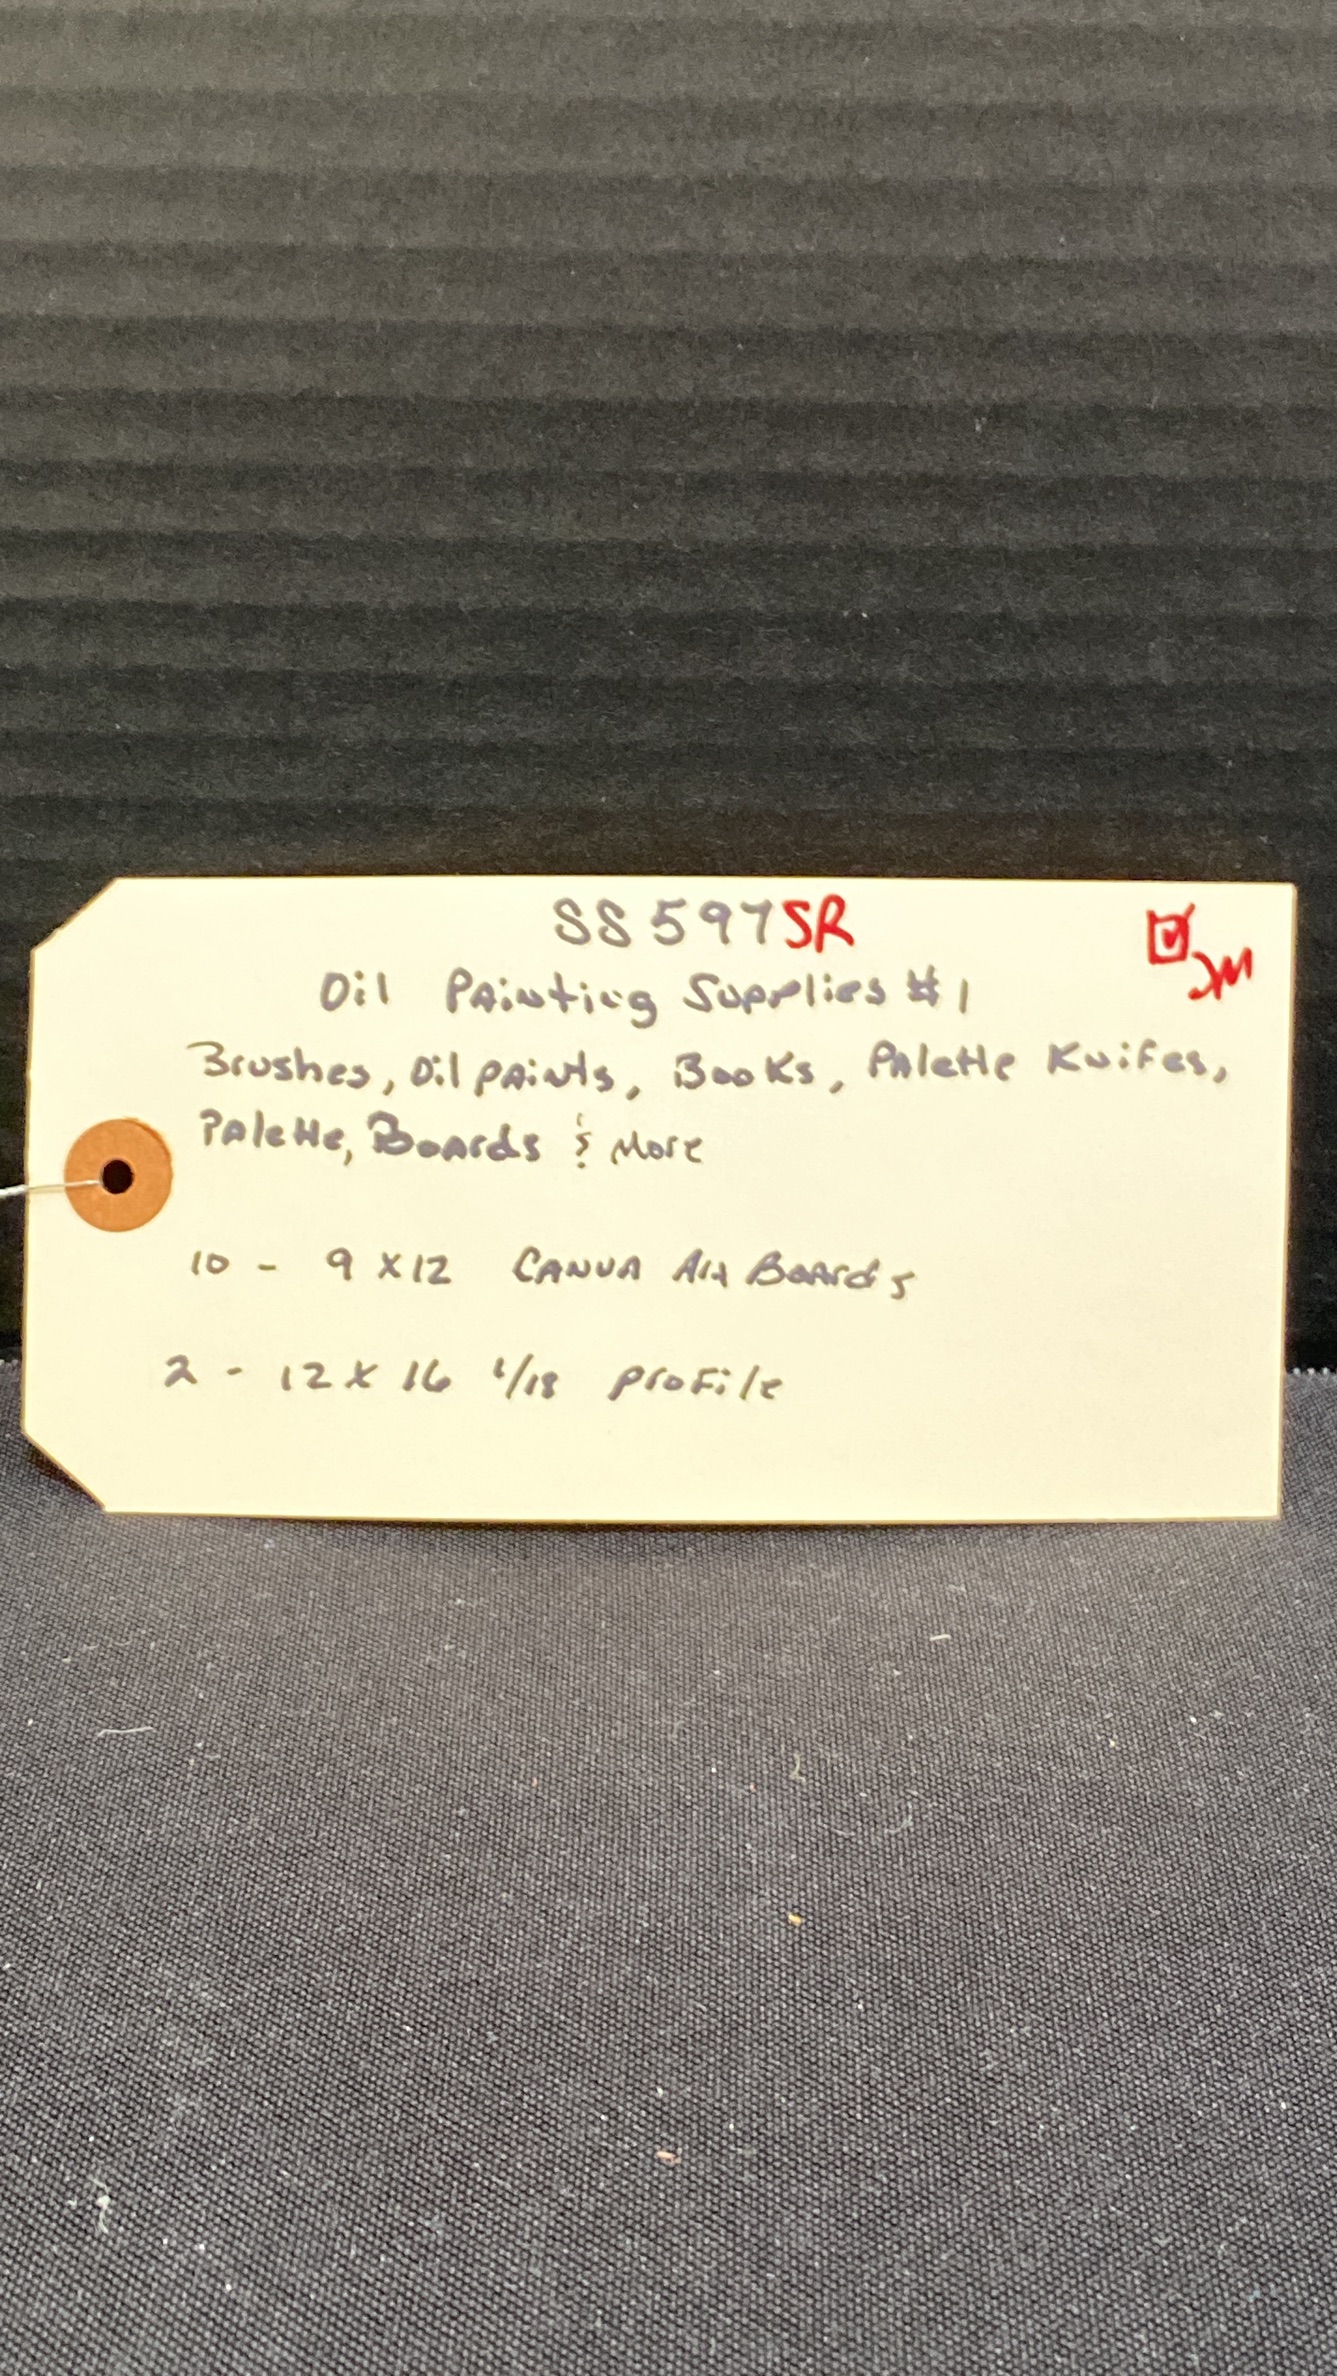 SS597SR
Oil Painting Supplies #1
Brushes, Oil paints, Books, Palette Knifes,
Palette, Boards & More
10 - 9 x 12 Canva Art Boards
2 - 12 x 16 1/18 Profile